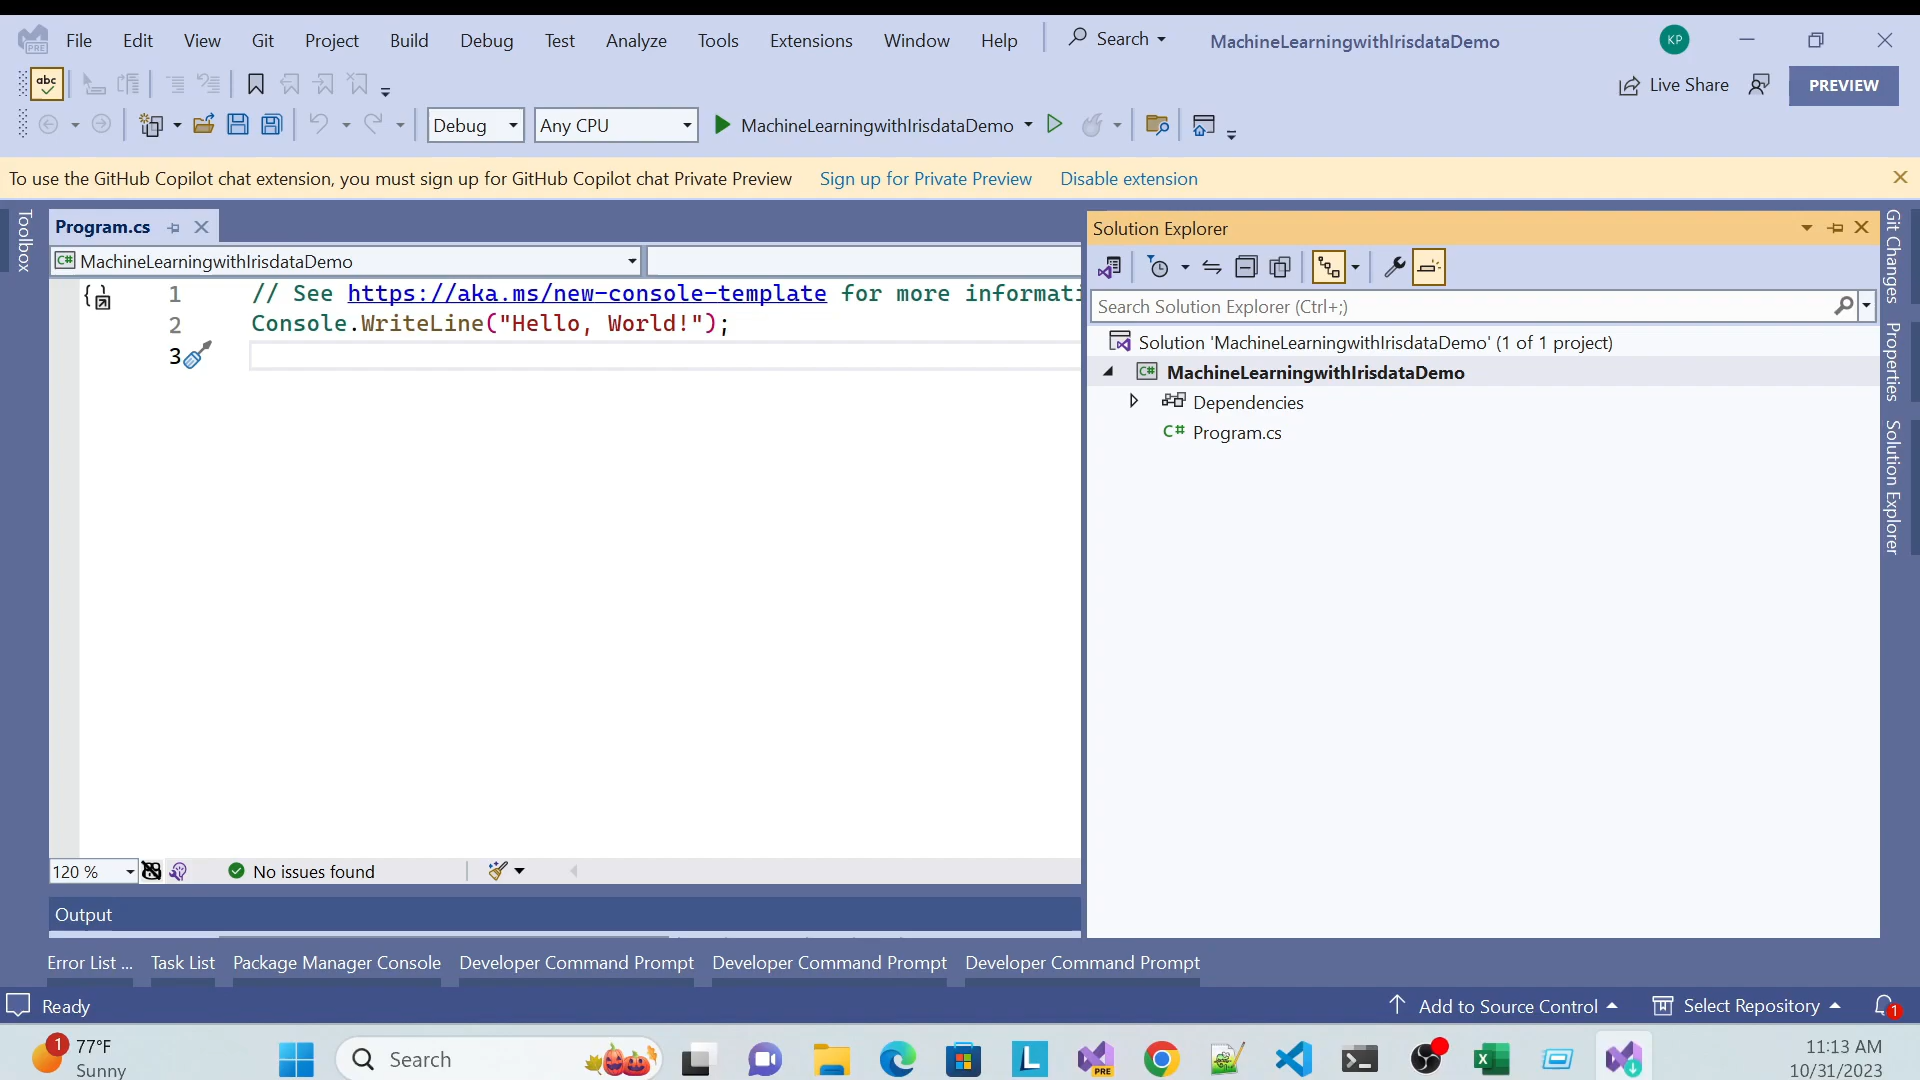 File Edit View Git Project Build Debug Test Analyze Tools Extensions Window Help Search MachineLearningwithIrisdataDemo KP
abc Live Share PREVIEW
Debug Any CPU MachineLearningwithIrisdataDemo
To use the GitHub Copilot chat extension, you must sign up for GitHub Copilot chat Private Preview Sign up for Private Preview Disable extension
Toolbox
Program.cs
MachineLearningwithIrisdataDemo
1 // See https://aka.ms/new-console-template for more informati
2 Console.WriteLine("Hello, World!");
3
120 % No issues found
Output
Solution Explorer
Search Solution Explorer (Ctrl+;)
Solution 'MachineLearningwithIrisdataDemo' (1 of 1 project)
C# MachineLearningwithIrisdataDemo
Dependencies
C# Program.cs
Git Changes
Properties
Solution Explorer
Error List ... Task List Package Manager Console Developer Command Prompt Developer Command Prompt Developer Command Prompt
Ready Add to Source Control Select Repository 1
1 77°F
Sunny
Search
L
PRE
11:13 AM
10/31/2023